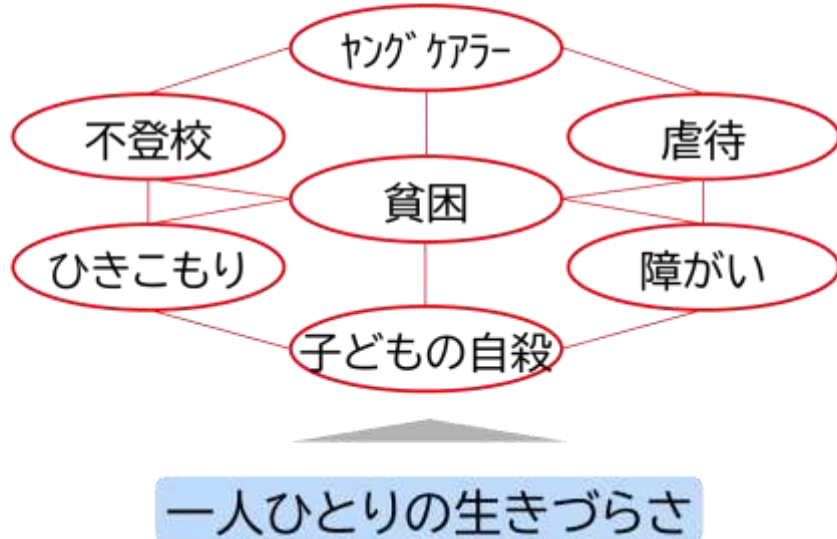 ﾔﾝｸﾞｹｱﾗｰ
不登校
虐待
貧困
ひきこもり
障がい
子どもの自殺
一人ひとりの生きづらさ